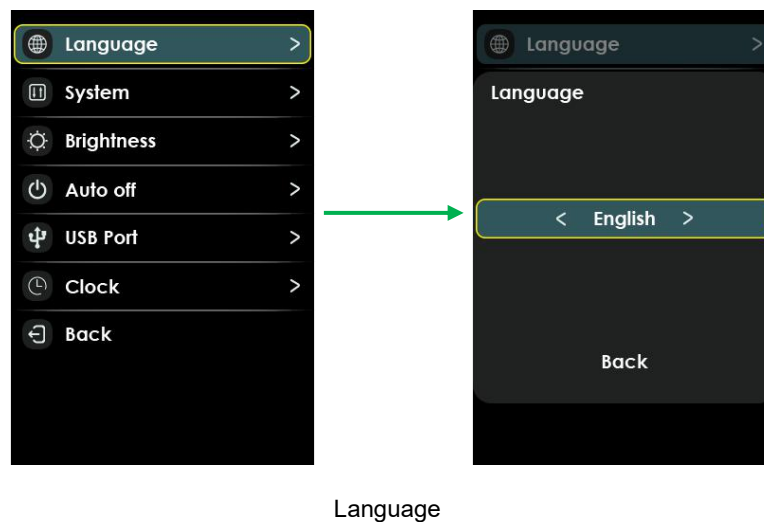 Language >
System >
Brightness >
Auto off >
USB Port >
Clock >
Back
Language >
Language
< English >
Back
Language